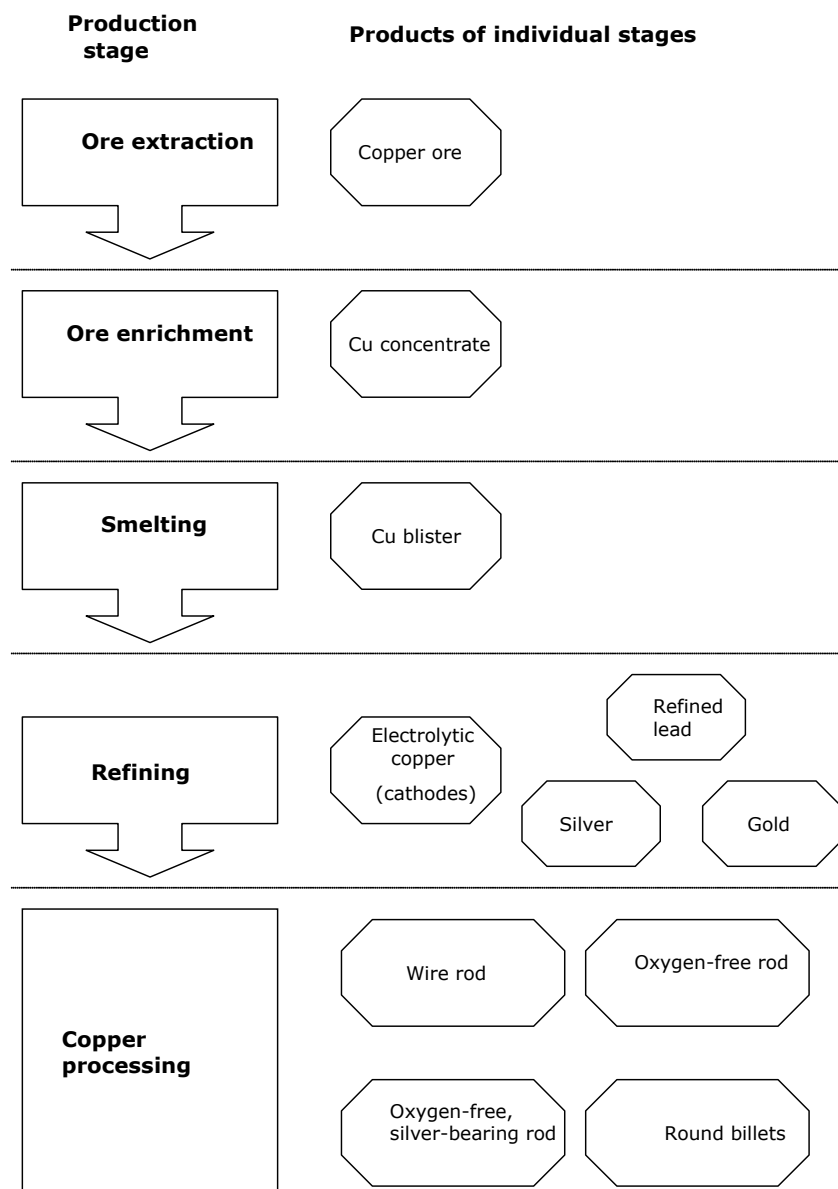 Production
stage
Products of individual stages
Ore extraction
Copper ore
Ore enrichment
Cu concentrate
Smelting
Cu blister
Refining
Electrolytic
copper
(cathodes)
Refined
lead
Silver
Gold
Copper
processing
Wire rod
Oxygen-free rod
Oxygen-free,
silver-bearing rod
Round billets